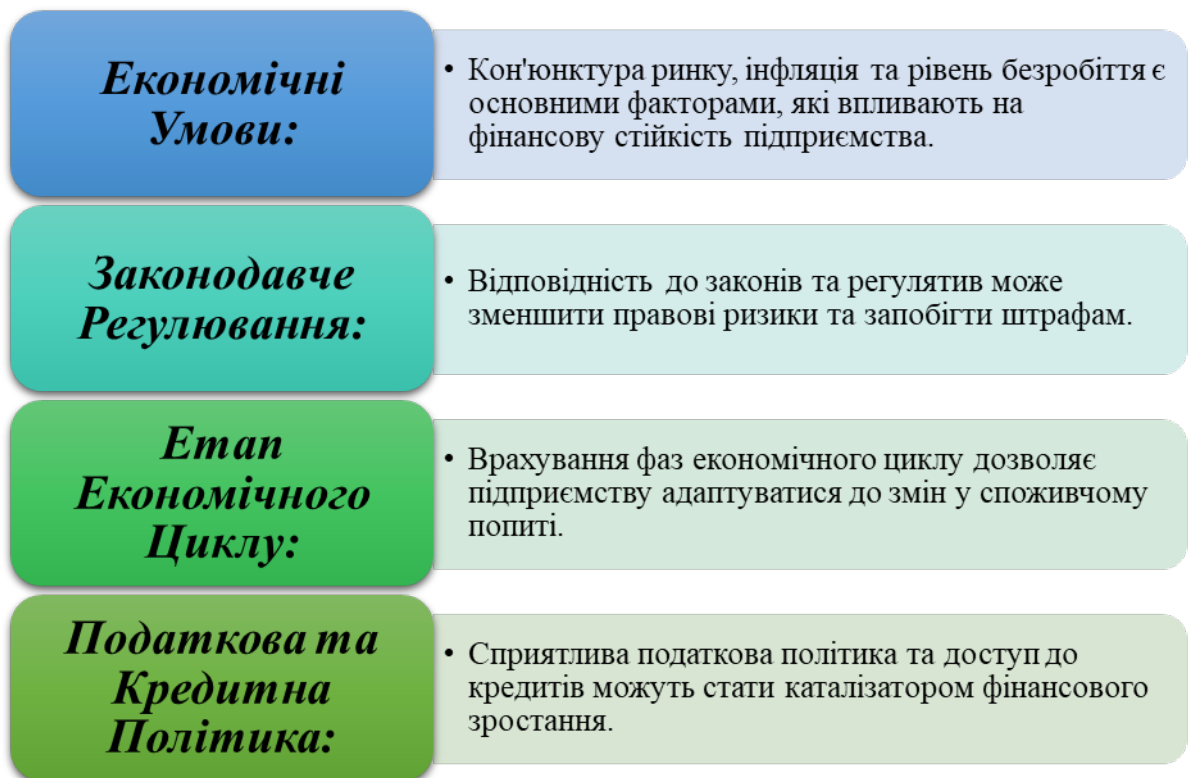 Економічні
Умови:
• Кон'юнктура ринку, інфляція та рівень безробіття є
основними факторами, які впливають на
фінансову стійкість підприємства.
Законодавче
Регулювання:
• Відповідність до законів та регулятив може
зменшити правові ризики та запобігти штрафам.
Етап
Економічного
Циклу:
• Врахування фаз економічного циклу дозволяє
підприємству адаптуватися до змін у споживчому
попиті.
Податкова та
Кредитна
Політика:
• Сприятлива податкова політика та доступ до
кредитів можуть стати каталізатором фінансового
зростання.